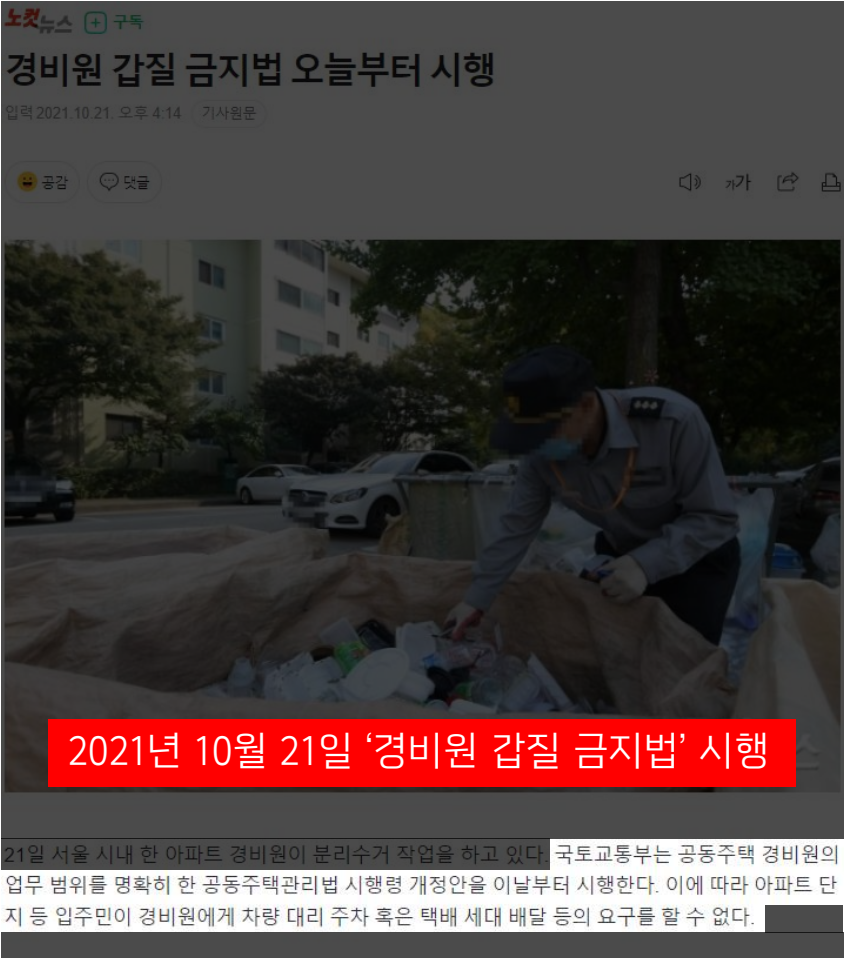 노컷뉴스 구독
경비원 갑질 금지법 오늘부터 시행
입력 2021.10.21. 오후 4:14 기사원문
공감 댓글 가가
2021년 10월 21일 ‘경비원 갑질 금지법’ 시행
21일 서울 시내 한 아파트 경비원이 분리수거 작업을 하고 있다. 국토교통부는 공동주택 경비원의
업무 범위를 명확히 한 공동주택관리법 시행령 개정안을 이날부터 시행한다. 이에 따라 아파트 단
지 등 입주민이 경비원에게 차량 대리 주차 혹은 택배 세대 배달 등의 요구를 할 수 없다.